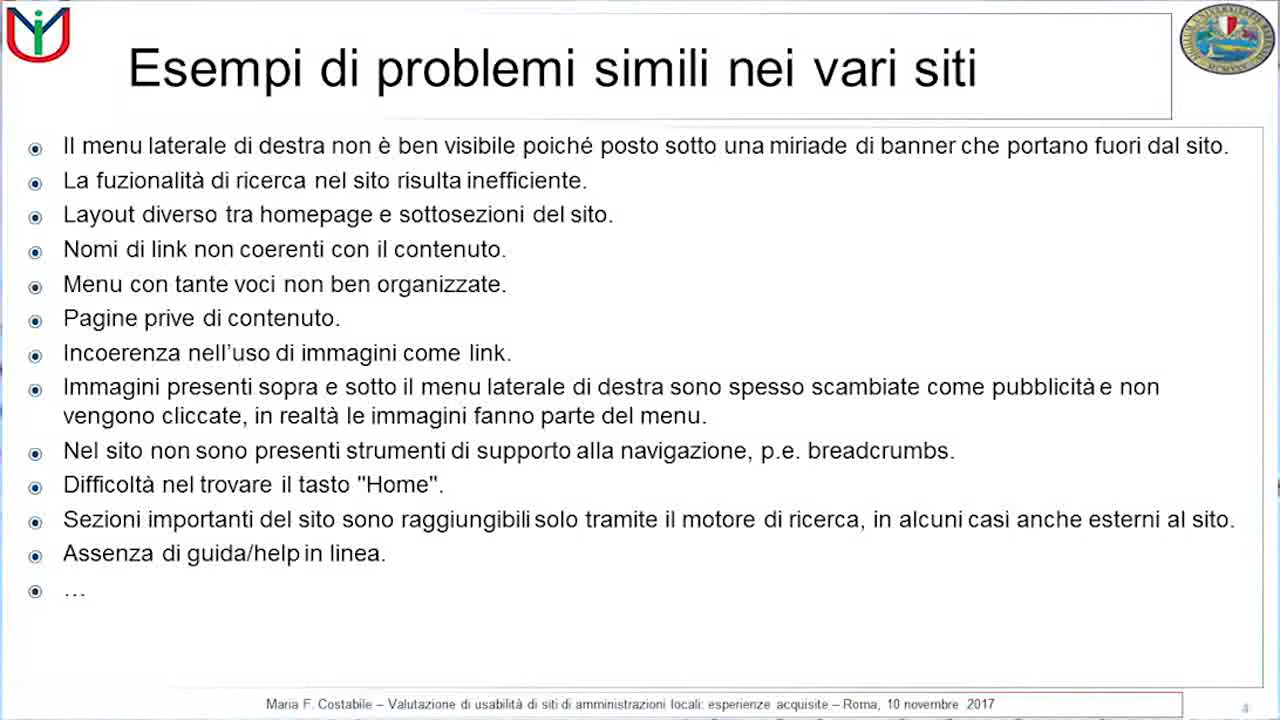 Esempi di problemi simili nei vari siti
Il menu laterale di destra non è ben visibile poiché posto sotto una miriade di banner che portano fuori dal sito.
La fuzionalità di ricerca nel sito risulta inefficiente.
Layout diverso tra homepage e sottosezioni del sito.
Nomi di link non coerenti con il contenuto.
Menu con tante voci non ben organizzate.
Pagine prive di contenuto.
Incoerenza nell’uso di immagini come link.
Immagini presenti sopra e sotto il menu laterale di destra sono spesso scambiate come pubblicità e non
vengono cliccate, in realtà le immagini fanno parte del menu.
Nel sito non sono presenti strumenti di supporto alla navigazione, p.e. breadcrumbs.
Difficoltà nel trovare il tasto "Home".
Sezioni importanti del sito sono raggiungibili solo tramite il motore di ricerca, in alcuni casi anche esterni al sito.
Assenza di guida/help in linea.
…
Maria F. Costabile – Valutazione di usabilità di siti di amministrazioni locali: esperienze acquisite – Roma, 10 novembre 2017
4